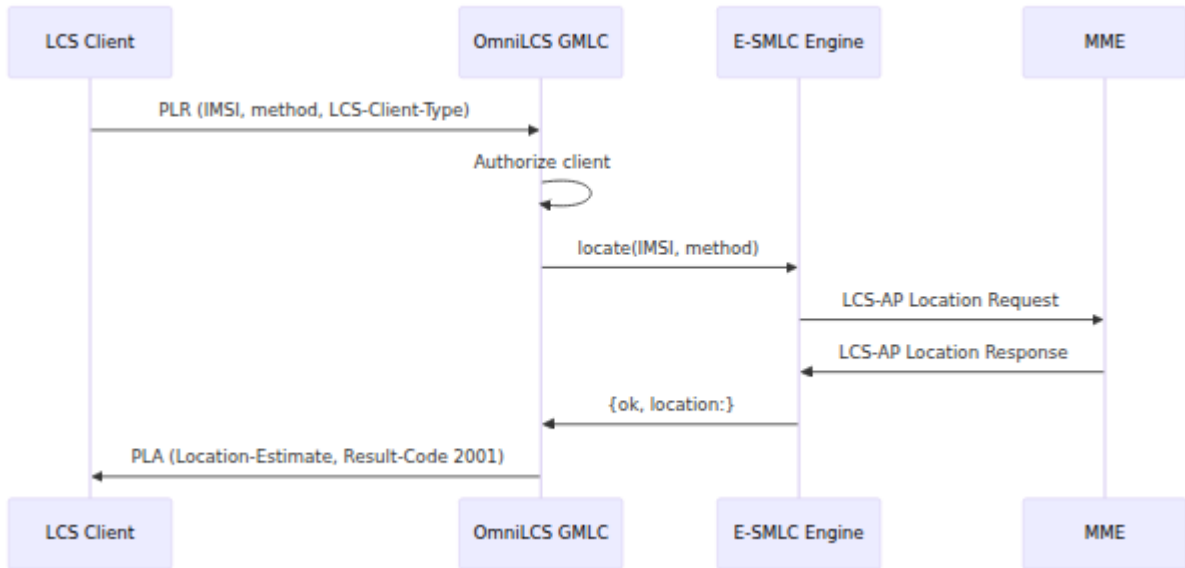 LCS Client
OmniLCS GMLC
E-SMLC Engine
MME
PLR (IMSI, method, LCS-Client-Type)
Authorize client
locate(IMSI, method)
LCS-AP Location Request
LCS-AP Location Response
{ok, location:}
PLA (Location-Estimate, Result-Code 2001)
LCS Client
OmniLCS GMLC
E-SMLC Engine
MME